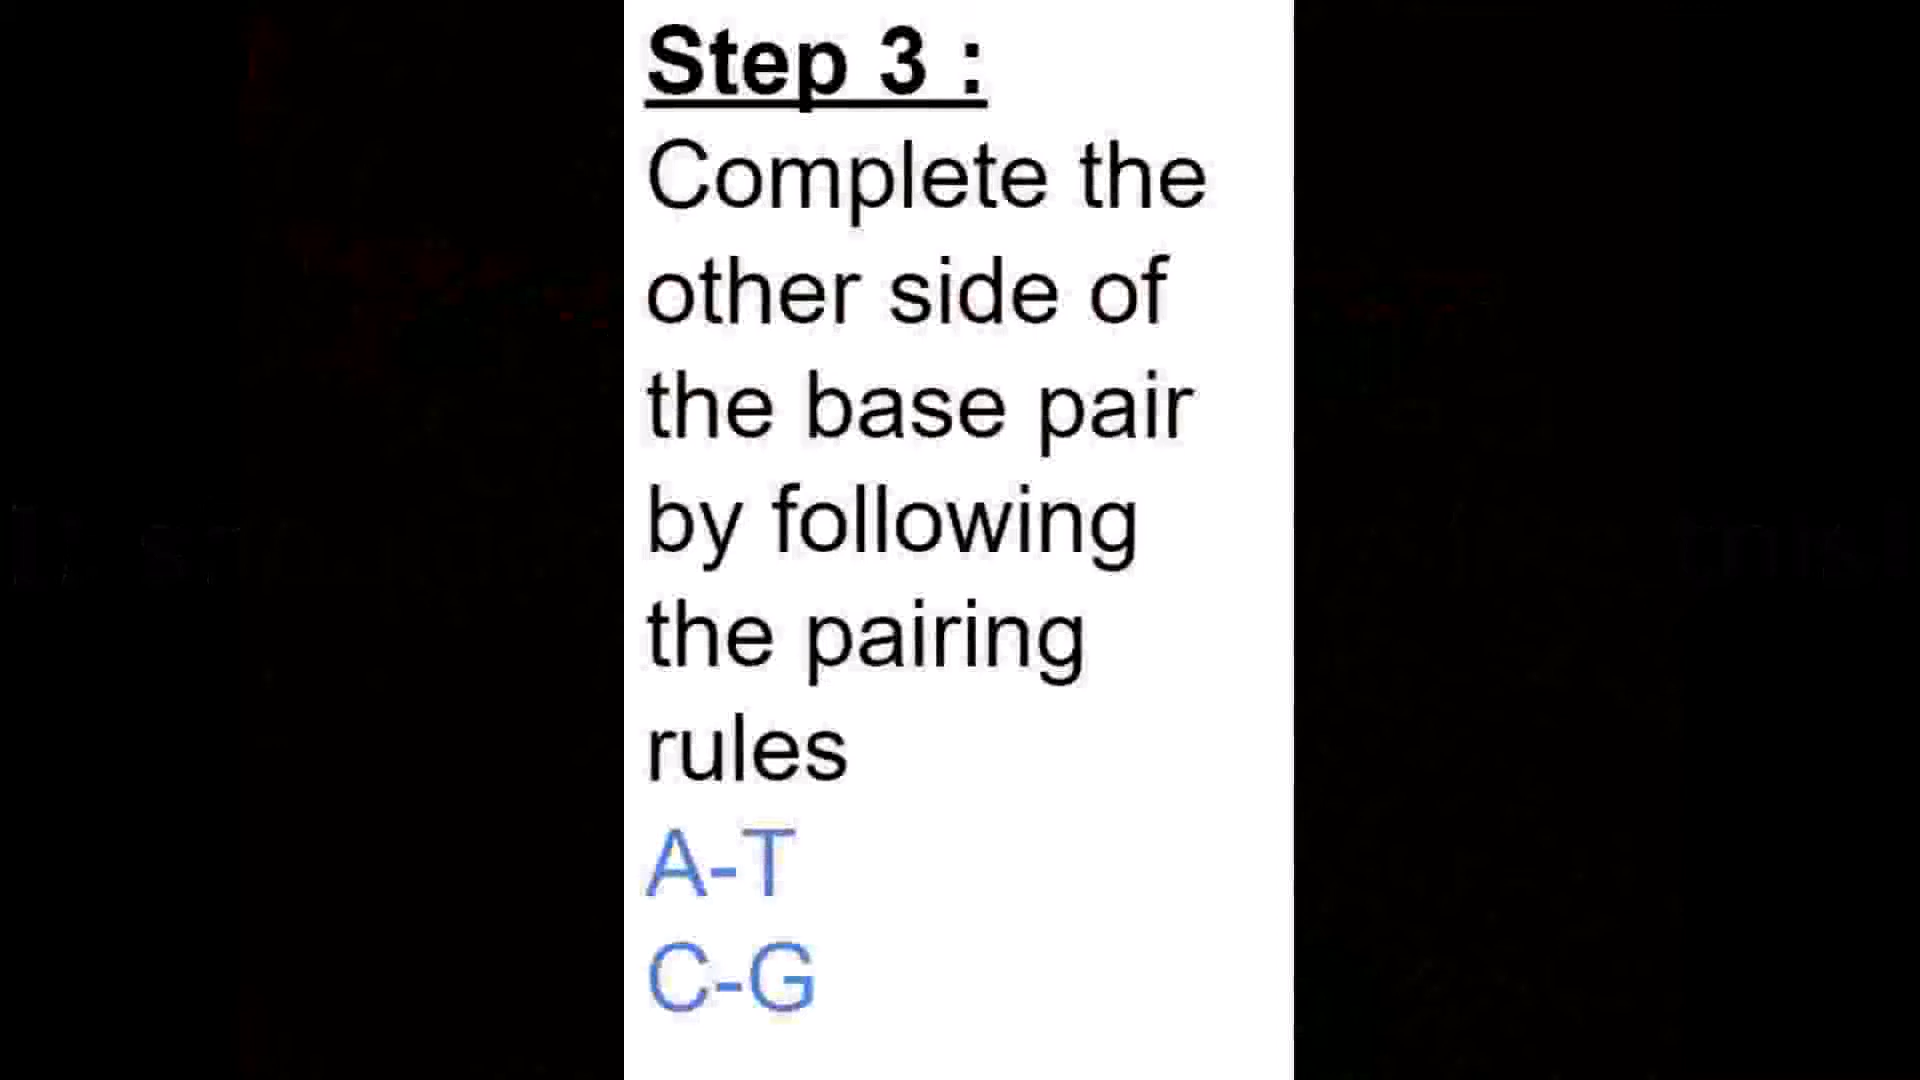 Step 3 :
Complete the
other side of
the base pair
by following
the pairing
rules
A-T
C-G